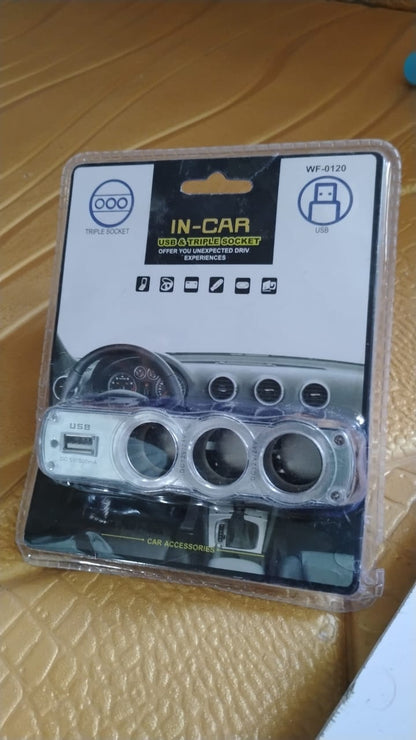 WF-0120
TRIPLE SOCKET
USB
IN-CAR
USB & TRIPLE SOCKET
OFFER YOU UNEXPECTED DRIV
EXPERIENCES
USB
CAR ACCESSORIES